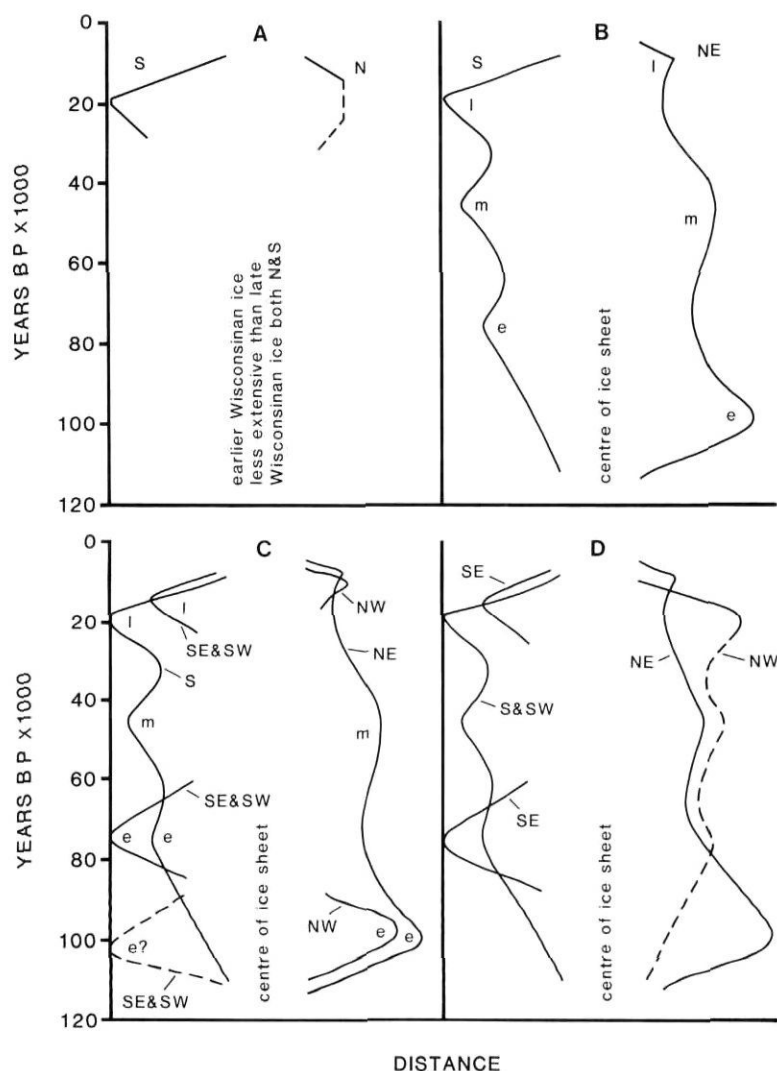 A
B
0
20
40
60
80
100
120
YEARS BP X1000
S
N
earlier Wisconsinan ice
less extensive than late
Wisconsinan ice both N&S
S
l
m
e
centre of ice sheet
NE
l
m
e
C
D
0
20
40
60
80
100
120
YEARS BP X1000
l
l
SE&SW
S
m
SE&SW
e
e
e?
SE&SW
centre of ice sheet
NW
NE
m
NW
e
e
SE
S&SW
SE
centre of ice sheet
NE
NW
DISTANCE